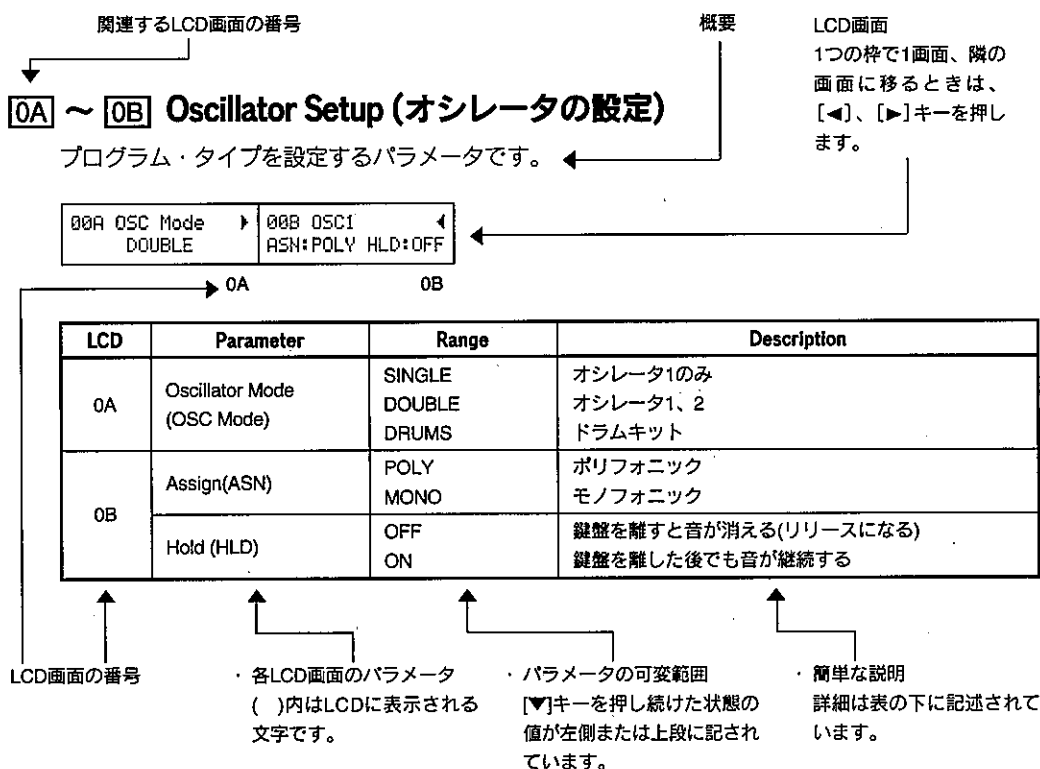 関連するLCD画面の番号
概要
LCD画面
1つの枠で1画面、隣の
画面に移るときは、
[◄]、[►]キーを押し
ます。
0A ～ 0B Oscillator Setup (オシレータの設定)
プログラム・タイプを設定するパラメータです。
00A OSC Mode
DOUBLE
00B OSC1
ASN:POLY HLD:OFF
0A 0B
LCD Parameter Range Description
0A Oscillator Mode
(OSC Mode)
SINGLE オシレータ1のみ
DOUBLE オシレータ1、2
DRUMS ドラムキット
0B Assign(ASN)
POLY ポリフォニック
MONO モノフォニック
Hold (HLD)
OFF 鍵盤を離すと音が消える(リリースになる)
ON 鍵盤を離した後でも音が継続する
LCD画面の番号
・各LCD画面のパラメータ
( )内はLCDに表示される
文字です。
・パラメータの可変範囲
[▼]キーを押し続けた状態の
値が左側または上段に記され
ています。
・簡単な説明
詳細は表の下に記述されて
います。